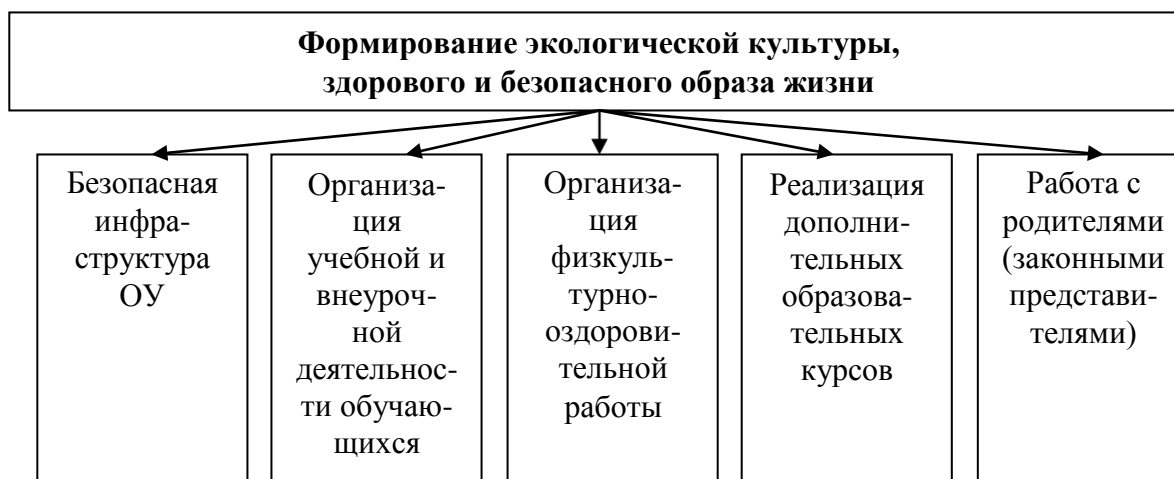 Формирование экологической культуры,
здорового и безопасного образа жизни
Безопасная
инфра-
структура
ОУ
Организа-
ция
учебной и
внеуроч-
ной
деятельнос-
ти обучаю-
щихся
Организа-
ция
физкуль-
турно-
оздорови-
тельной
работы
Реализация
дополни-
тельных
образова-
тельных
курсов
Работа с
родителями
(законными
представи-
телями)